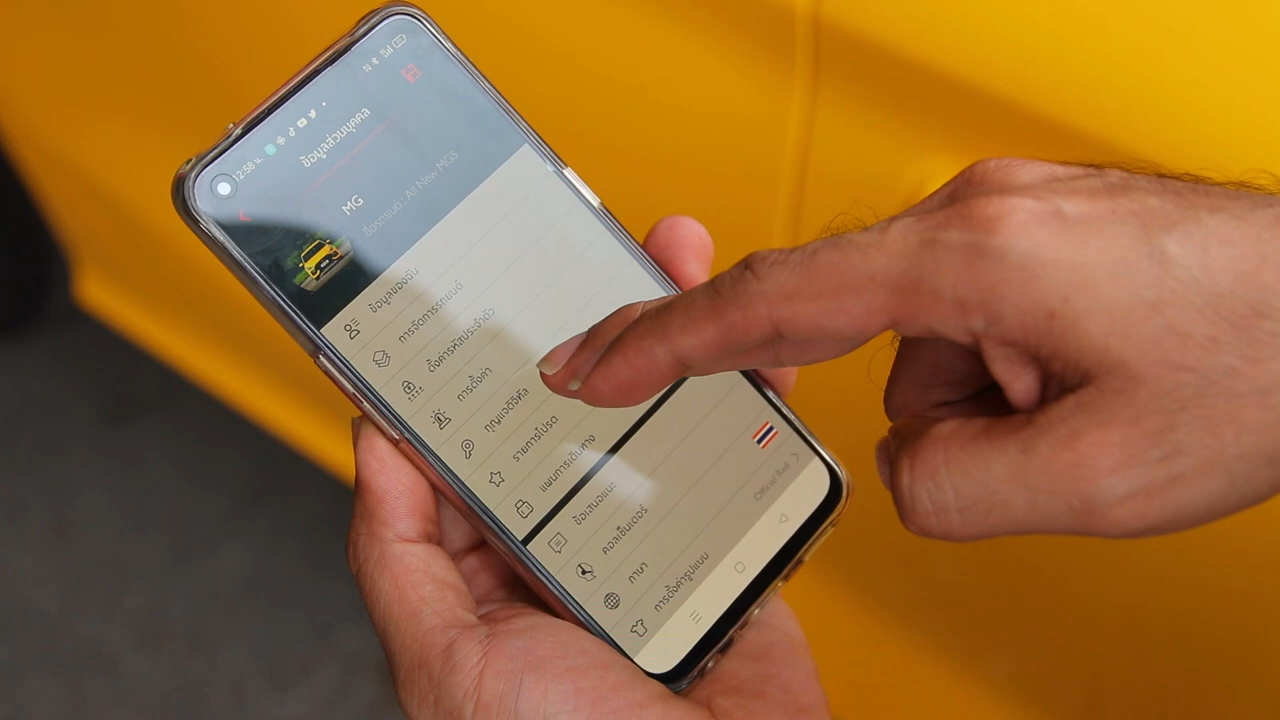 12:58 น.
ข้อมูลส่วนบุคคล
MG
ชื่อรถยนต์ : All New MG5
ข้อมูลของฉัน
การจัดการรถยนต์
ตั้งค่ารหัสประจำตัว
การตั้งค่า
กุญแจดิจิทัล
รายการโปรด
แผนการเดินทาง
ข้อเสนอแนะ
คอลเซ็นเตอร์
ภาษา
การตั้งค่ารูปแบบ
Official Red